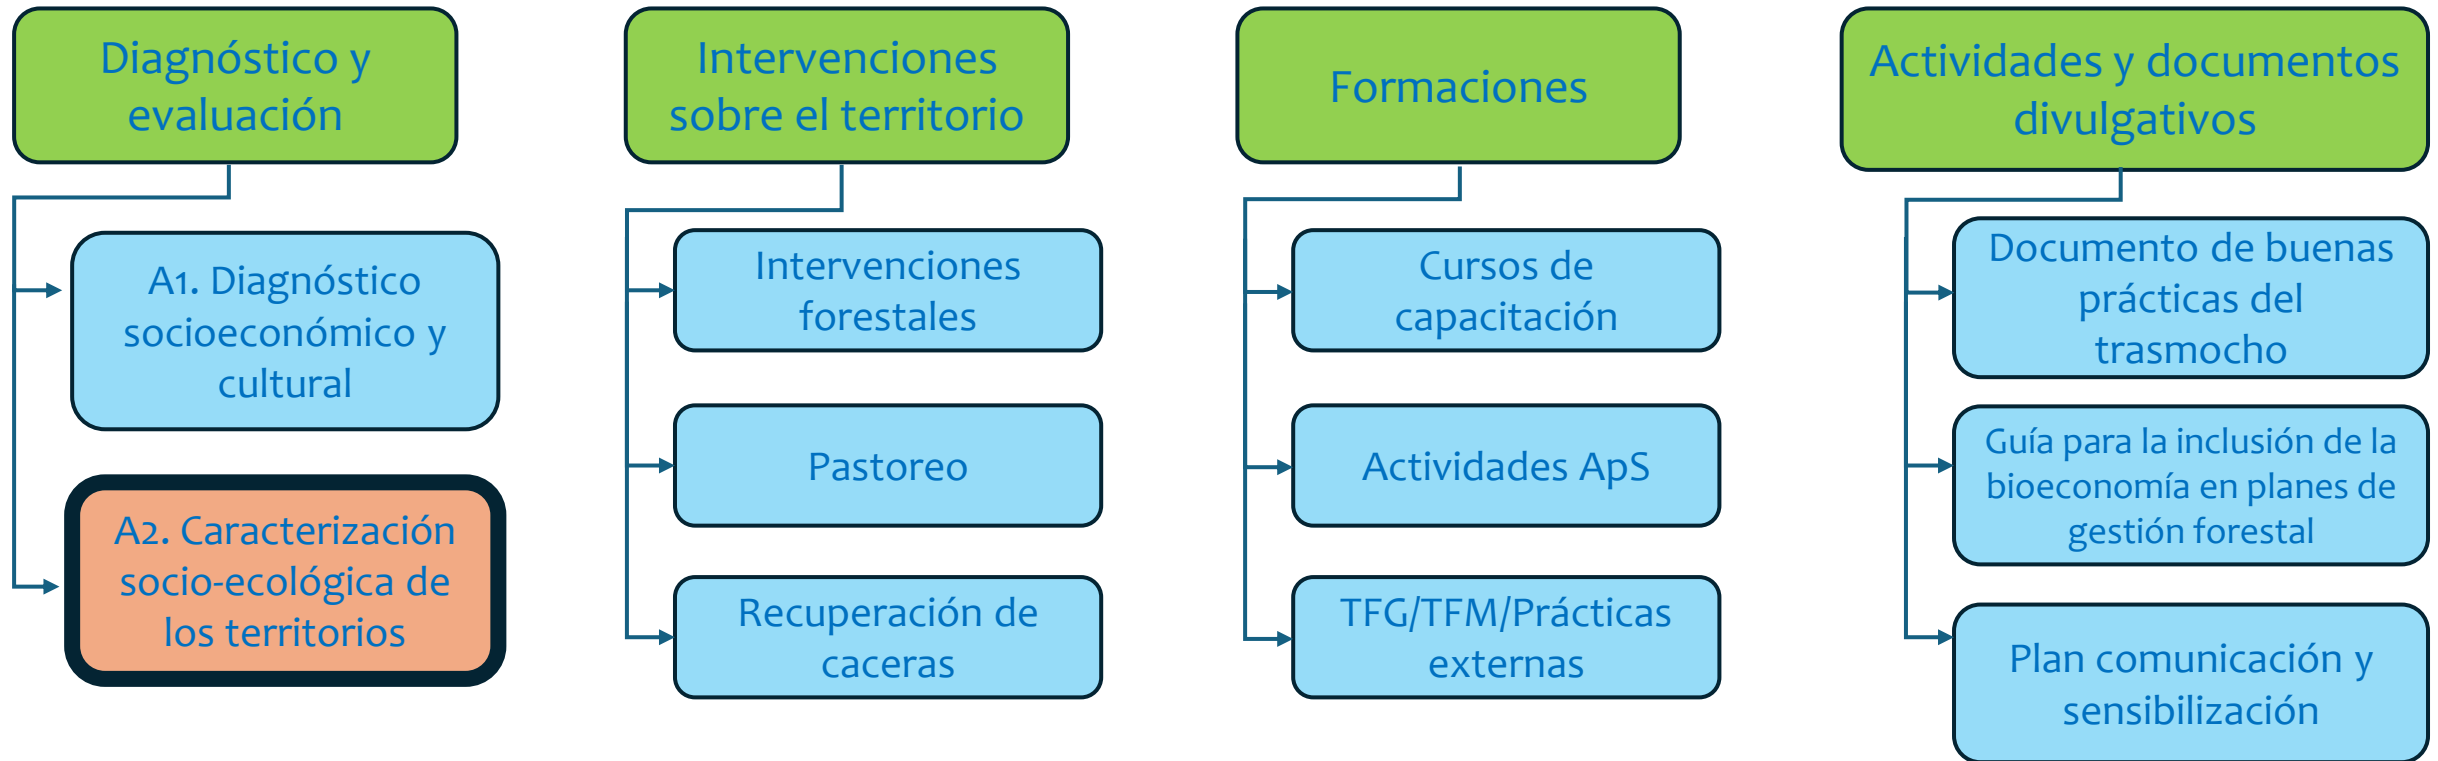 Diagnóstico y
evaluación
A1. Diagnóstico
socioeconómico y
cultural
A2. Caracterización
socio-ecológica de
los territorios
Intervenciones
sobre el territorio
Intervenciones
forestales
Pastoreo
Recuperación de
caceras
Formaciones
Cursos de
capacitación
Actividades ApS
TFG/TFM/Prácticas
externas
Actividades y documentos
divulgativos
Documento de buenas
prácticas del
trasmocho
Guía para la inclusión de la
bioeconomía en planes de
gestión forestal
Plan comunicación y
sensibilización